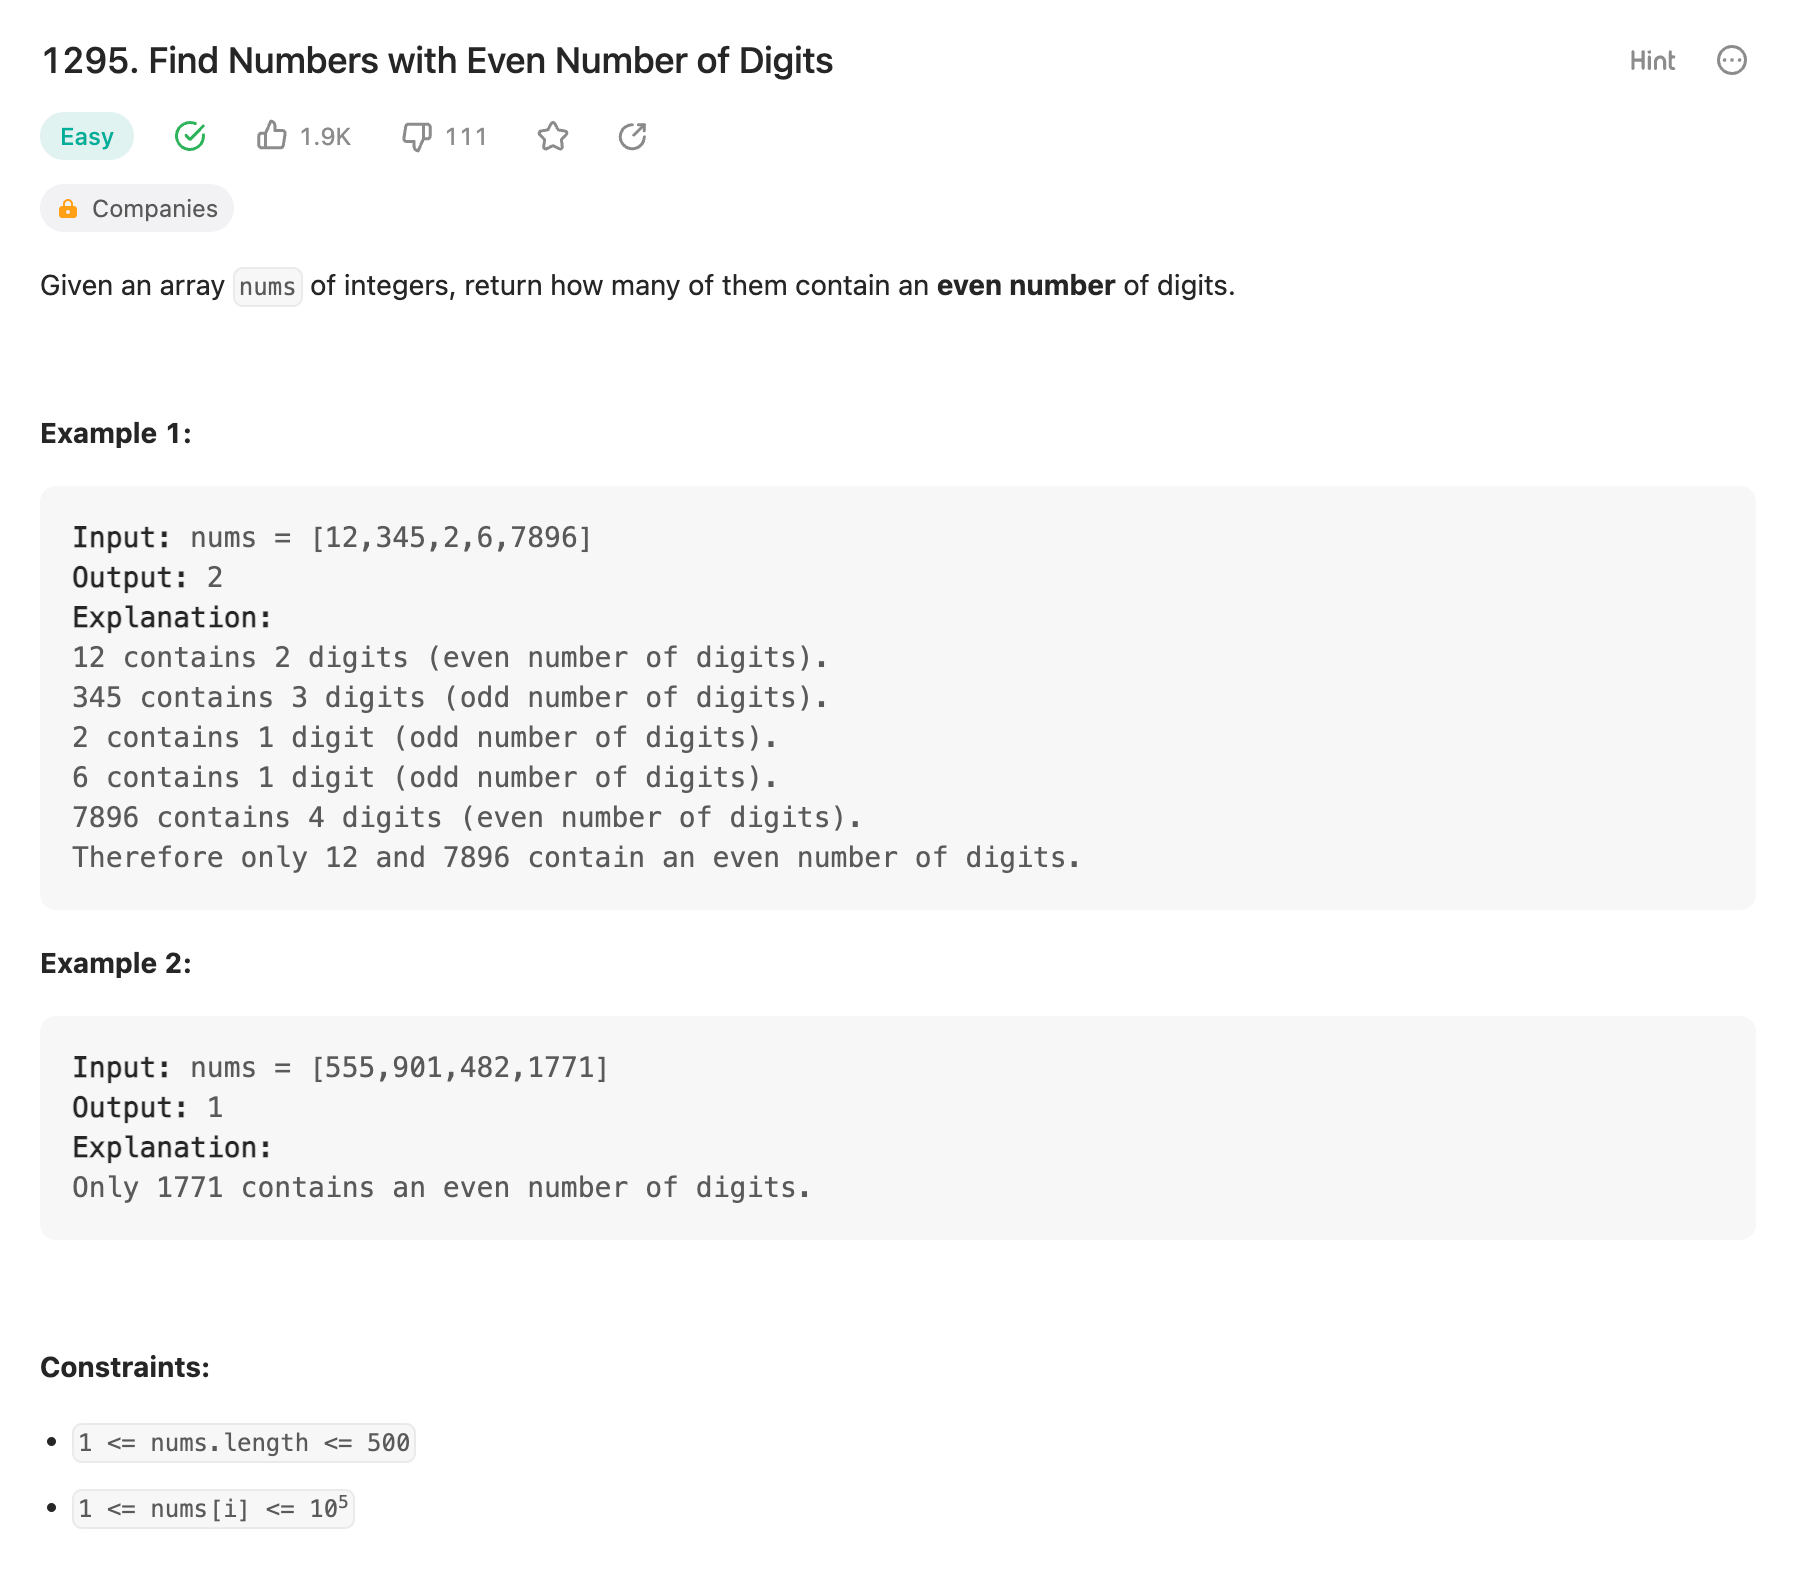 1295. Find Numbers with Even Number of Digits
Hint
Easy
1.9K
111
Companies
Given an array nums of integers, return how many of them contain an even number of digits.
Example 1:
Input: nums = [12,345,2,6,7896]
Output: 2
Explanation:
12 contains 2 digits (even number of digits).
345 contains 3 digits (odd number of digits).
2 contains 1 digit (odd number of digits).
6 contains 1 digit (odd number of digits).
7896 contains 4 digits (even number of digits).
Therefore only 12 and 7896 contain an even number of digits.
Example 2:
Input: nums = [555,901,482,1771]
Output: 1
Explanation:
Only 1771 contains an even number of digits.
Constraints:
• 1 <= nums.length <= 500
• 1 <= nums[i] <= 10⁵